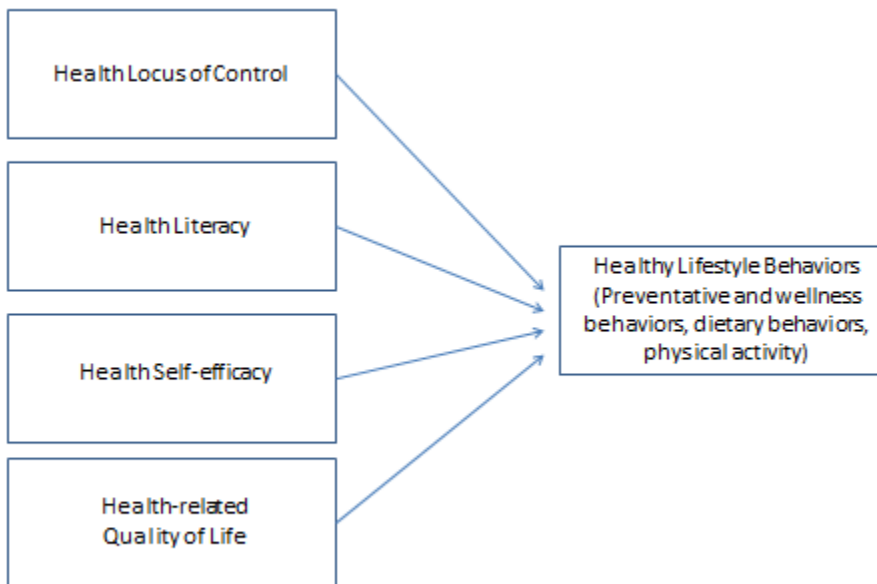 Health Locus of Control
Health Literacy
Health Self-efficacy
Health-related
Quality of Life
Healthy Lifestyle Behaviors
(Preventative and wellness
behaviors, dietary behaviors,
physical activity)